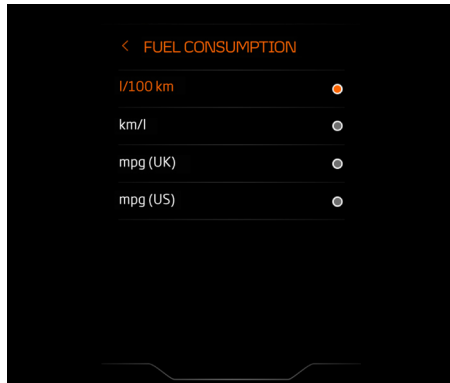 < FUEL CONSUMPTION
l/100 km
km/l
mpg (UK)
mpg (US)